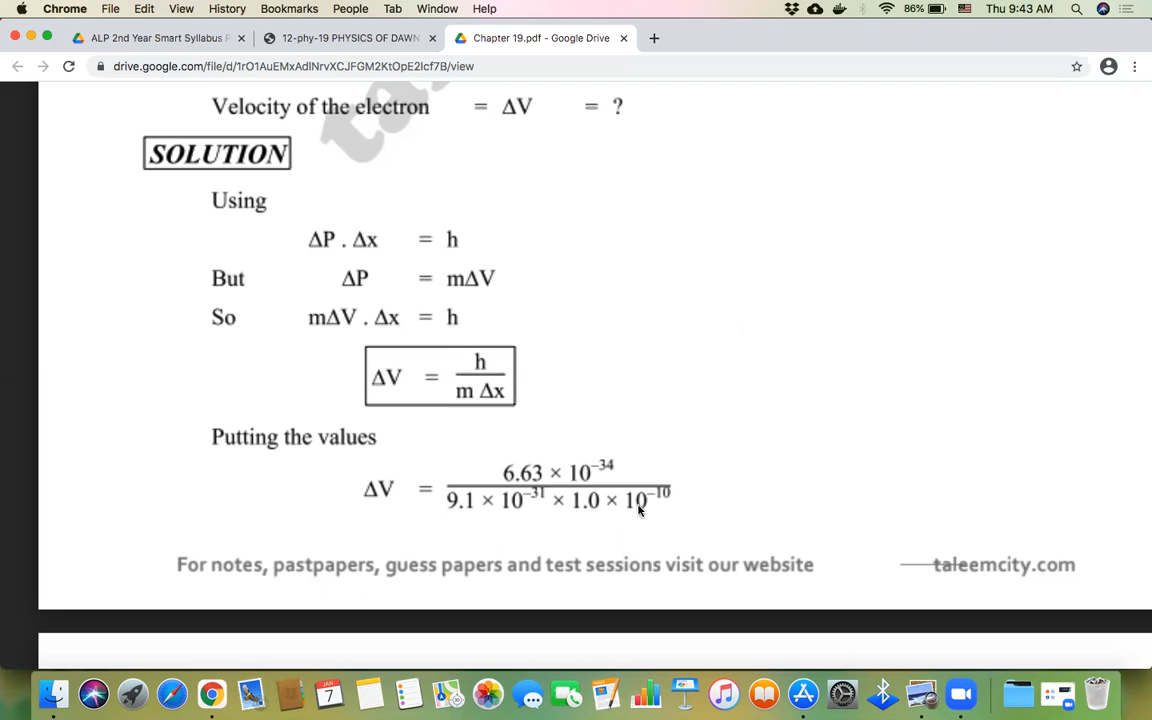 Chrome File Edit View History Bookmarks People Tab Window Help 86% Thu 9:43 AM
ALP 2nd Year Smart Syllabus 12-phy-19 PHYSICS OF DAWN Chapter 19.pdf - Google Drive
drive.google.com/file/d/1rO1AuEMxAdlNrvXCJFGM2KtOpE2Icf7B/view
Velocity of the electron = ΔV = ?
SOLUTION
Using
ΔP . Δx = h
But ΔP = mΔV
So mΔV . Δx = h
ΔV = h / m Δx
Putting the values
ΔV = 6.63 × 10⁻³⁴ / 9.1 × 10⁻³¹ × 1.0 × 10⁻¹⁰
For notes, pastpapers, guess papers and test sessions visit our website taleemcity.com
JAN
7